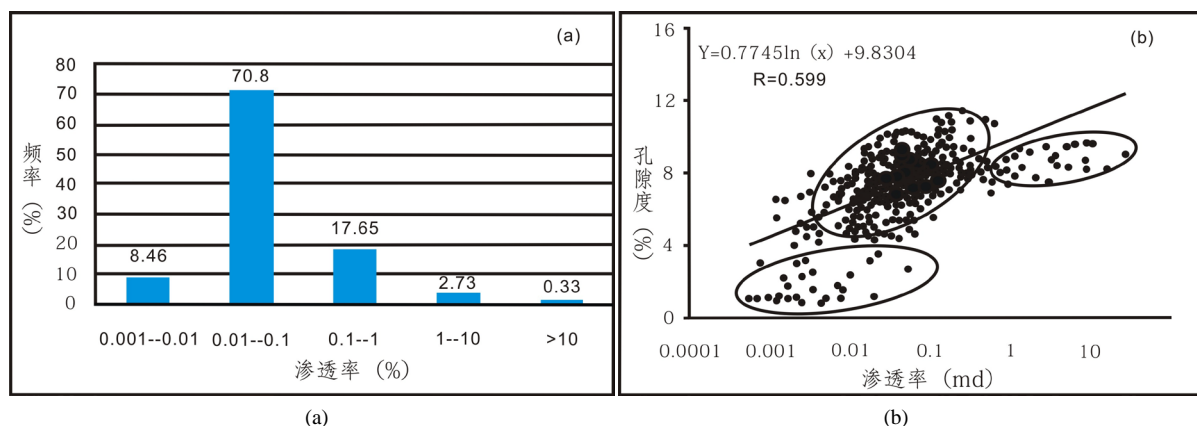 (a)
80
70
60
50
40
30
20
10
0
频率 (%)
8.46
70.8
17.65
2.73
0.33
0.001--0.01 0.01--0.1 0.1--1 1--10 >10
渗透率 (%)
(a)
(b)
Y=0.7745ln (x) +9.8304
R=0.599
16
12
8
4
0
孔隙度 (%)
0.0001 0.001 0.01 0.1 1 10
渗透率 (md)
(b)